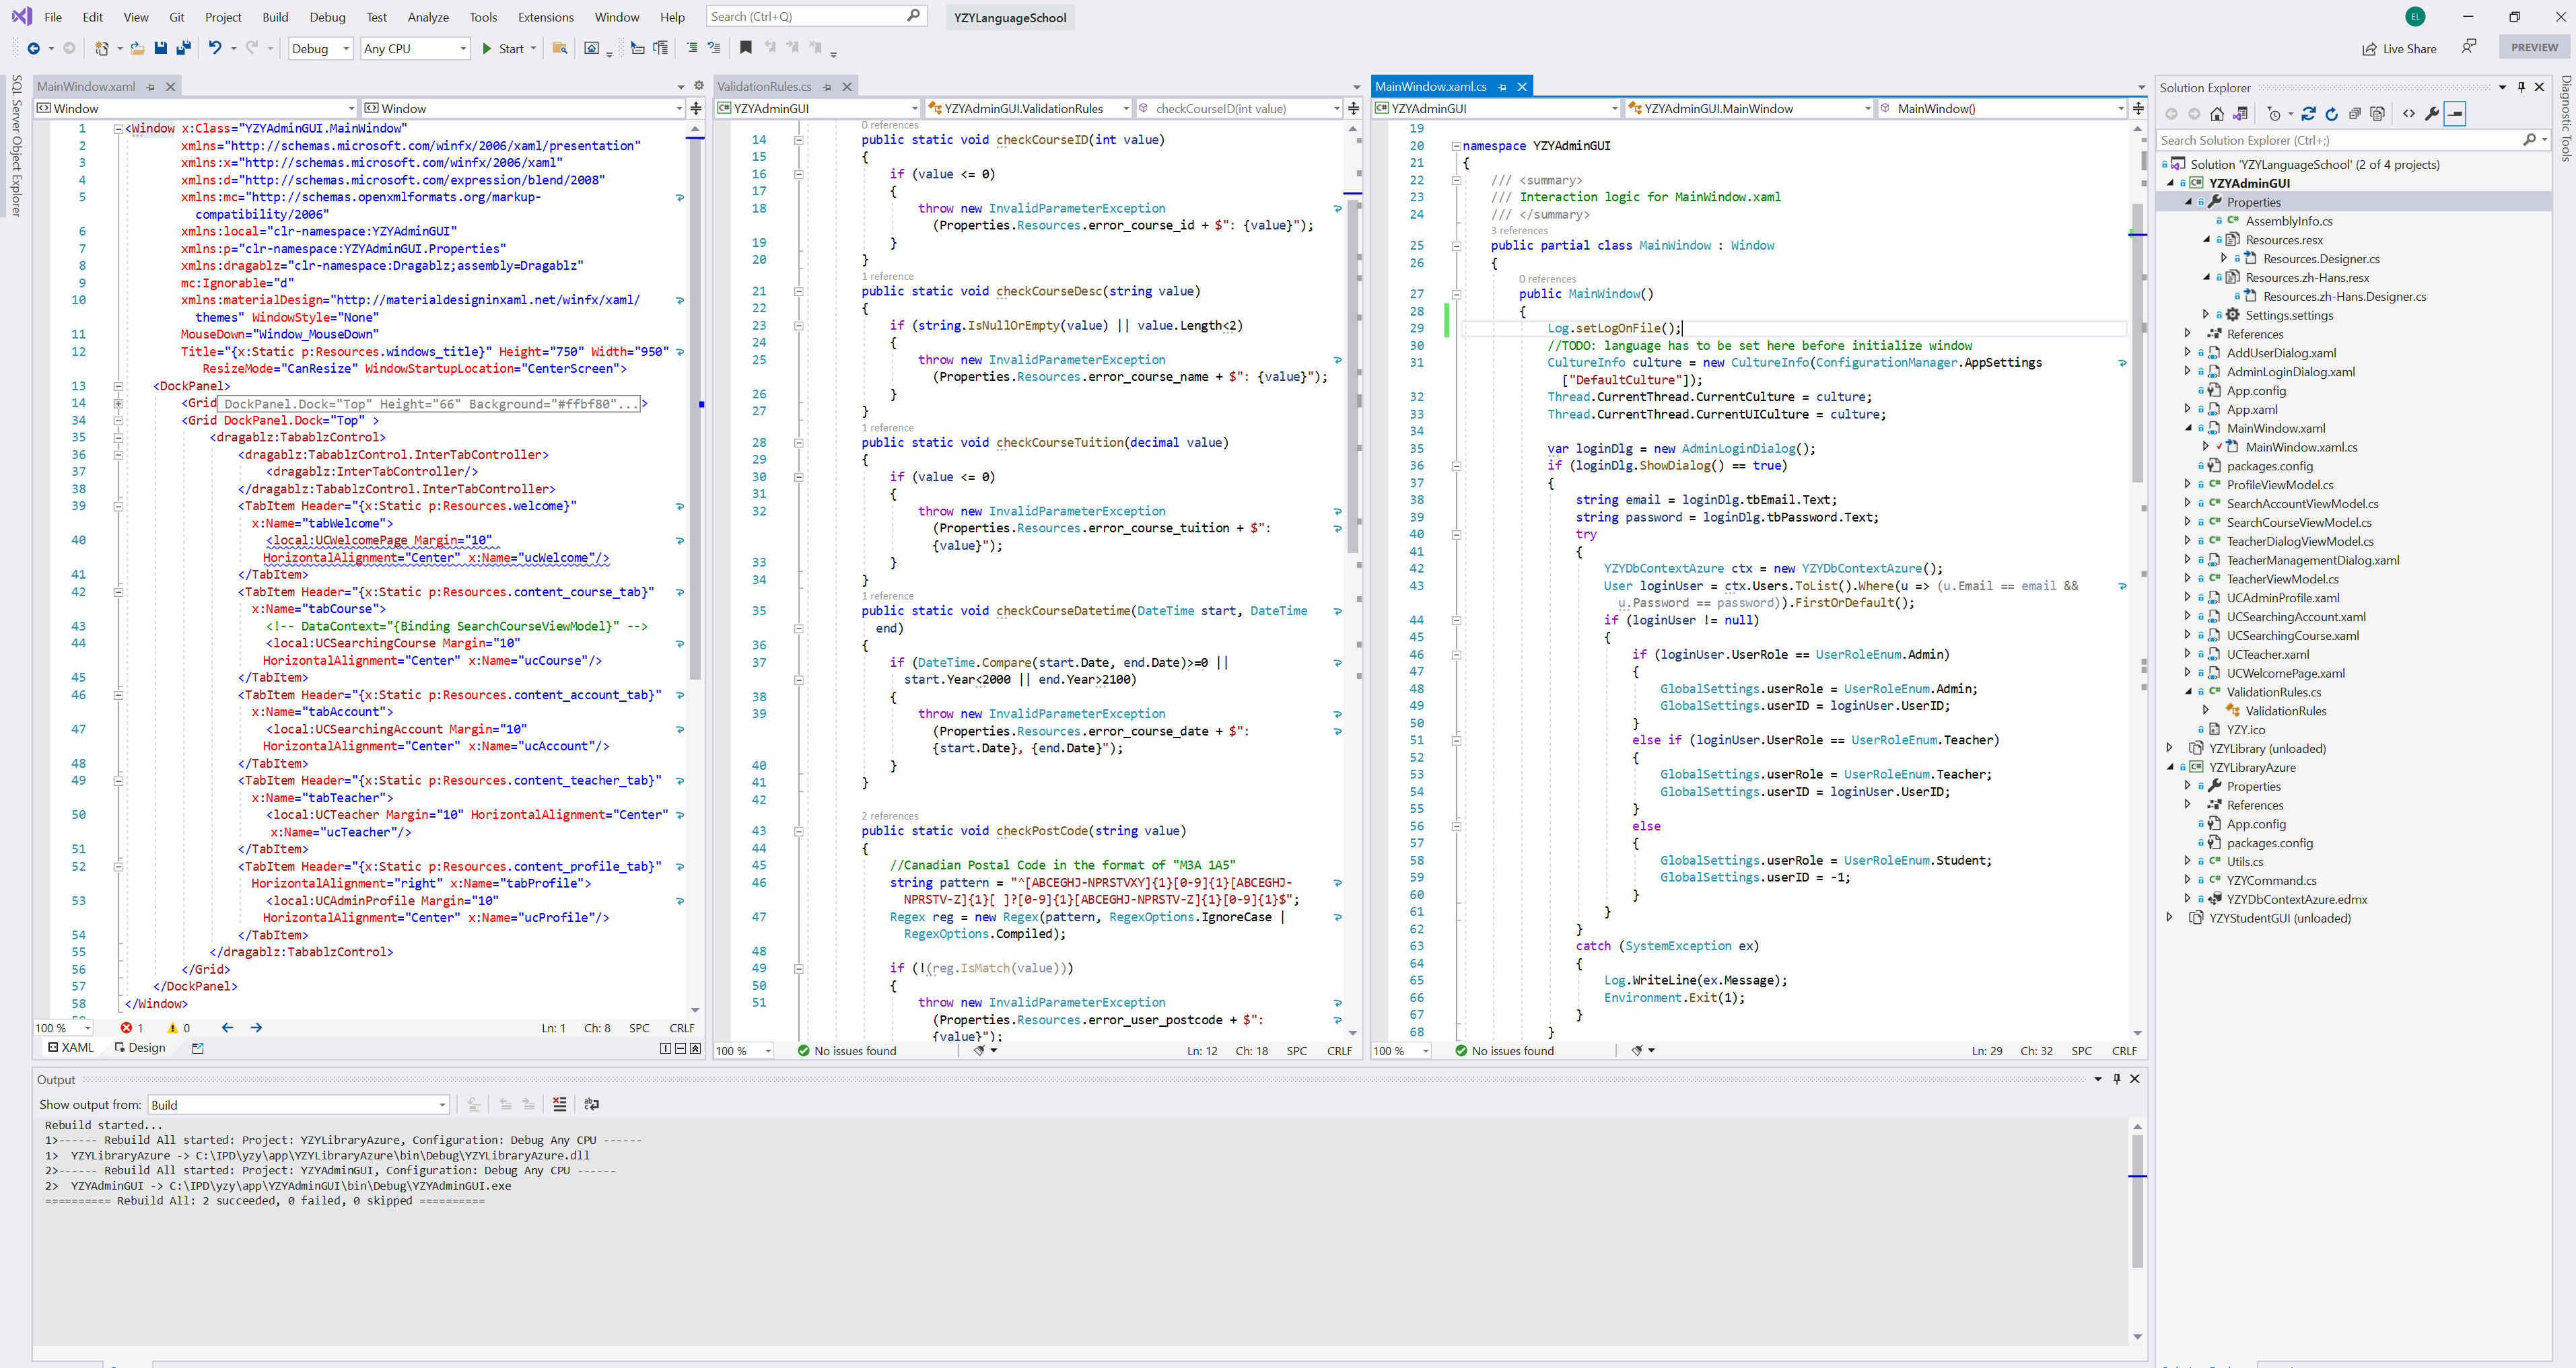 File Edit View Git Project Build Debug Test Analyze Tools Extensions Window Help Search (Ctrl+Q) YZYLanguageSchool EL
Debug Any CPU Start Live Share PREVIEW
SQL Server Object Explorer
MainWindow.xaml
Window Window
1 <Window x:Class="YZYAdminGUI.MainWindow"
2 xmlns="http://schemas.microsoft.com/winfx/2006/xaml/presentation"
3 xmlns:x="http://schemas.microsoft.com/winfx/2006/xaml"
4 xmlns:d="http://schemas.microsoft.com/expression/blend/2008"
5 xmlns:mc="http://schemas.openxmlformats.org/markup-
compatibility/2006"
6 xmlns:local="clr-namespace:YZYAdminGUI"
7 xmlns:p="clr-namespace:YZYAdminGUI.Properties"
8 xmlns:dragablz="clr-namespace:Dragablz;assembly=Dragablz"
9 mc:Ignorable="d"
10 xmlns:materialDesign="http://materialdesigninxaml.net/winfx/xaml/
themes" WindowStyle="None"
11 MouseDown="Window_MouseDown"
12 Title="{x:Static p:Resources.windows_title}" Height="750" Width="950"
ResizeMode="CanResize" WindowStartupLocation="CenterScreen">
13 <DockPanel>
14 <Grid DockPanel.Dock="Top" Height="66" Background="#ffbf80"...>
34 <Grid DockPanel.Dock="Top" >
35 <dragablz:TabablzControl>
36 <dragablz:TabablzControl.InterTabController>
37 <dragablz:InterTabController/>
38 </dragablz:TabablzControl.InterTabController>
39 <TabItem Header="{x:Static p:Resources.welcome}"
x:Name="tabWelcome">
40 <local:UCWelcomePage Margin="10"
HorizontalAlignment="Center" x:Name="ucWelcome"/>
41 </TabItem>
42 <TabItem Header="{x:Static p:Resources.content_course_tab}"
x:Name="tabCourse">
43 <!-- DataContext="{Binding SearchCourseViewModel}" -->
44 <local:UCSearchingCourse Margin="10"
HorizontalAlignment="Center" x:Name="ucCourse"/>
45 </TabItem>
46 <TabItem Header="{x:Static p:Resources.content_account_tab}"
x:Name="tabAccount">
47 <local:UCSearchingAccount Margin="10"
HorizontalAlignment="Center" x:Name="ucAccount"/>
48 </TabItem>
49 <TabItem Header="{x:Static p:Resources.content_teacher_tab}"
x:Name="tabTeacher">
50 <local:UCTeacher Margin="10" HorizontalAlignment="Center"
x:Name="ucTeacher"/>
51 </TabItem>
52 <TabItem Header="{x:Static p:Resources.content_profile_tab}"
HorizontalAlignment="right" x:Name="tabProfile">
53 <local:UCAdminProfile Margin="10"
HorizontalAlignment="Center" x:Name="ucProfile"/>
54 </TabItem>
55 </dragablz:TabablzControl>
56 </Grid>
57 </DockPanel>
58 </Window>
100 % 1 0 Ln: 1 Ch: 8 SPC CRLF
XAML Design
ValidationRules.cs
YZYAdminGUI YZYAdminGUI.ValidationRules checkCourseID(int value)
0 references
14 public static void checkCourseID(int value)
15 {
16 if (value <= 0)
17 {
18 throw new InvalidParameterException
(Properties.Resources.error_course_id + $": {value}");
19 }
20 }
1 reference
21 public static void checkCourseDesc(string value)
22 {
23 if (string.IsNullOrEmpty(value) || value.Length<2)
24 {
25 throw new InvalidParameterException
(Properties.Resources.error_course_name + $": {value}");
26 }
27 }
1 reference
28 public static void checkCourseTuition(decimal value)
29 {
30 if (value <= 0)
31 {
32 throw new InvalidParameterException
(Properties.Resources.error_course_tuition + $":
{value}");
33 }
34 }
1 reference
35 public static void checkCourseDatetime(DateTime start, DateTime
end)
36 {
37 if (DateTime.Compare(start.Date, end.Date)>=0 ||
start.Year<2000 || end.Year>2100)
38 {
39 throw new InvalidParameterException
(Properties.Resources.error_course_date + $":
{start.Date}, {end.Date}");
40 }
41 }
42
2 references
43 public static void checkPostCode(string value)
44 {
45 //Canadian Postal Code in the format of "M3A 1A5"
46 string pattern = "^[ABCEGHJ-NPRSTVXY]{1}[0-9]{1}[ABCEGHJ-
NPRSTV-Z]{1}[ ]?[0-9]{1}[ABCEGHJ-NPRSTV-Z]{1}[0-9]{1}$";
47 Regex reg = new Regex(pattern, RegexOptions.IgnoreCase |
RegexOptions.Compiled);
48
49 if (!(reg.IsMatch(value)))
50 {
51 throw new InvalidParameterException
(Properties.Resources.error_user_postcode + $":
{value}");
100 % No issues found Ln: 12 Ch: 18 SPC CRLF
MainWindow.xaml.cs
YZYAdminGUI YZYAdminGUI.MainWindow MainWindow()
19
20 namespace YZYAdminGUI
21 {
22 /// <summary>
23 /// Interaction logic for MainWindow.xaml
24 /// </summary>
3 references
25 public partial class MainWindow : Window
26 {
0 references
27 public MainWindow()
28 {
29 Log.setLogOnFile();
30 //TODO: language has to be set here before initialize window
31 CultureInfo culture = new CultureInfo(ConfigurationManager.AppSettings
["DefaultCulture"]);
32 Thread.CurrentThread.CurrentCulture = culture;
33 Thread.CurrentThread.CurrentUICulture = culture;
34
35 var loginDlg = new AdminLoginDialog();
36 if (loginDlg.ShowDialog() == true)
37 {
38 string email = loginDlg.tbEmail.Text;
39 string password = loginDlg.tbPassword.Text;
40 try
41 {
42 YZYDbContextAzure ctx = new YZYDbContextAzure();
43 User loginUser = ctx.Users.ToList().Where(u => (u.Email == email &&
u.Password == password)).FirstOrDefault();
44 if (loginUser != null)
45 {
46 if (loginUser.UserRole == UserRoleEnum.Admin)
47 {
48 GlobalSettings.userRole = UserRoleEnum.Admin;
49 GlobalSettings.userID = loginUser.UserID;
50 }
51 else if (loginUser.UserRole == UserRoleEnum.Teacher)
52 {
53 GlobalSettings.userRole = UserRoleEnum.Teacher;
54 GlobalSettings.userID = loginUser.UserID;
55 }
56 else
57 {
58 GlobalSettings.userRole = UserRoleEnum.Student;
59 GlobalSettings.userID = -1;
60 }
61 }
62 }
63 catch (SystemException ex)
64 {
65 Log.WriteLine(ex.Message);
66 Environment.Exit(1);
67 }
68 }
100 % No issues found Ln: 29 Ch: 32 SPC CRLF
Output
Show output from: Build
Rebuild started...
1>------ Rebuild All started: Project: YZYLibraryAzure, Configuration: Debug Any CPU ------
1> YZYLibraryAzure -> C:\IPD\yzy\app\YZYLibraryAzure\bin\Debug\YZYLibraryAzure.dll
2>------ Rebuild All started: Project: YZYAdminGUI, Configuration: Debug Any CPU ------
2> YZYAdminGUI -> C:\IPD\yzy\app\YZYAdminGUI\bin\Debug\YZYAdminGUI.exe
========== Rebuild All: 2 succeeded, 0 failed, 0 skipped ==========
Solution Explorer
Search Solution Explorer (Ctrl+;)
Solution 'YZYLanguageSchool' (2 of 4 projects)
YZYAdminGUI
Properties
AssemblyInfo.cs
Resources.resx
Resources.Designer.cs
Resources.zh-Hans.resx
Resources.zh-Hans.Designer.cs
Settings.settings
References
AddUserDialog.xaml
AdminLoginDialog.xaml
App.config
App.xaml
MainWindow.xaml
MainWindow.xaml.cs
packages.config
ProfileViewModel.cs
SearchAccountViewModel.cs
SearchCourseViewModel.cs
TeacherDialogViewModel.cs
TeacherManagementDialog.xaml
TeacherViewModel.cs
UCAdminProfile.xaml
UCSearchingAccount.xaml
UCSearchingCourse.xaml
UCTeacher.xaml
UCWelcomePage.xaml
ValidationRules.cs
ValidationRules
YZY.ico
YZYLibrary (unloaded)
YZYLibraryAzure
Properties
References
App.config
packages.config
Utils.cs
YZYCommand.cs
YZYDbContextAzure.edmx
YZYStudentGUI (unloaded)
Diagnostic Tools